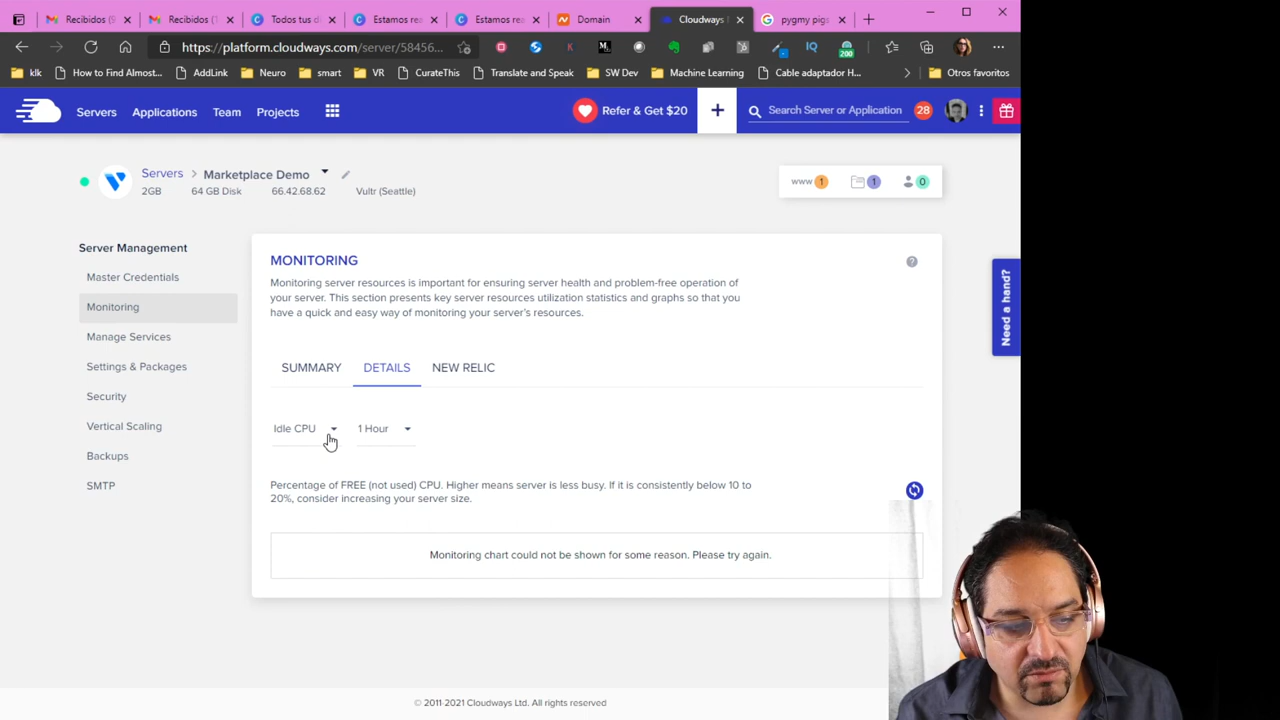 Recibidos (9
Recibidos (1
Todos tus di
Estamos rea
Estamos rea
Domain
Cloudways
pygmy pigs
https://platform.cloudways.com/server/58456...
IQ
200
klk
How to Find Almost...
AddLink
Neuro
smart
VR
CurateThis
Translate and Speak
SW Dev
Machine Learning
Cable adaptador H...
Otros favoritos
Servers
Applications
Team
Projects
Refer & Get $20
Search Server or Application
28
Servers > Marketplace Demo
2GB
64 GB Disk
66.42.68.62
Vultr (Seattle)
www 1
1
0
Server Management
Master Credentials
Monitoring
Manage Services
Settings & Packages
Security
Vertical Scaling
Backups
SMTP
MONITORING
Monitoring server resources is important for ensuring server health and problem-free operation of
your server. This section presents key server resources utilization statistics and graphs so that you
have a quick and easy way of monitoring your server's resources.
SUMMARY
DETAILS
NEW RELIC
Idle CPU
1 Hour
Percentage of FREE (not used) CPU. Higher means server is less busy. If it is consistently below 10 to
20%, consider increasing your server size.
Monitoring chart could not be shown for some reason. Please try again.
Need a hand?
© 2011-2021 Cloudways Ltd. All rights reserved